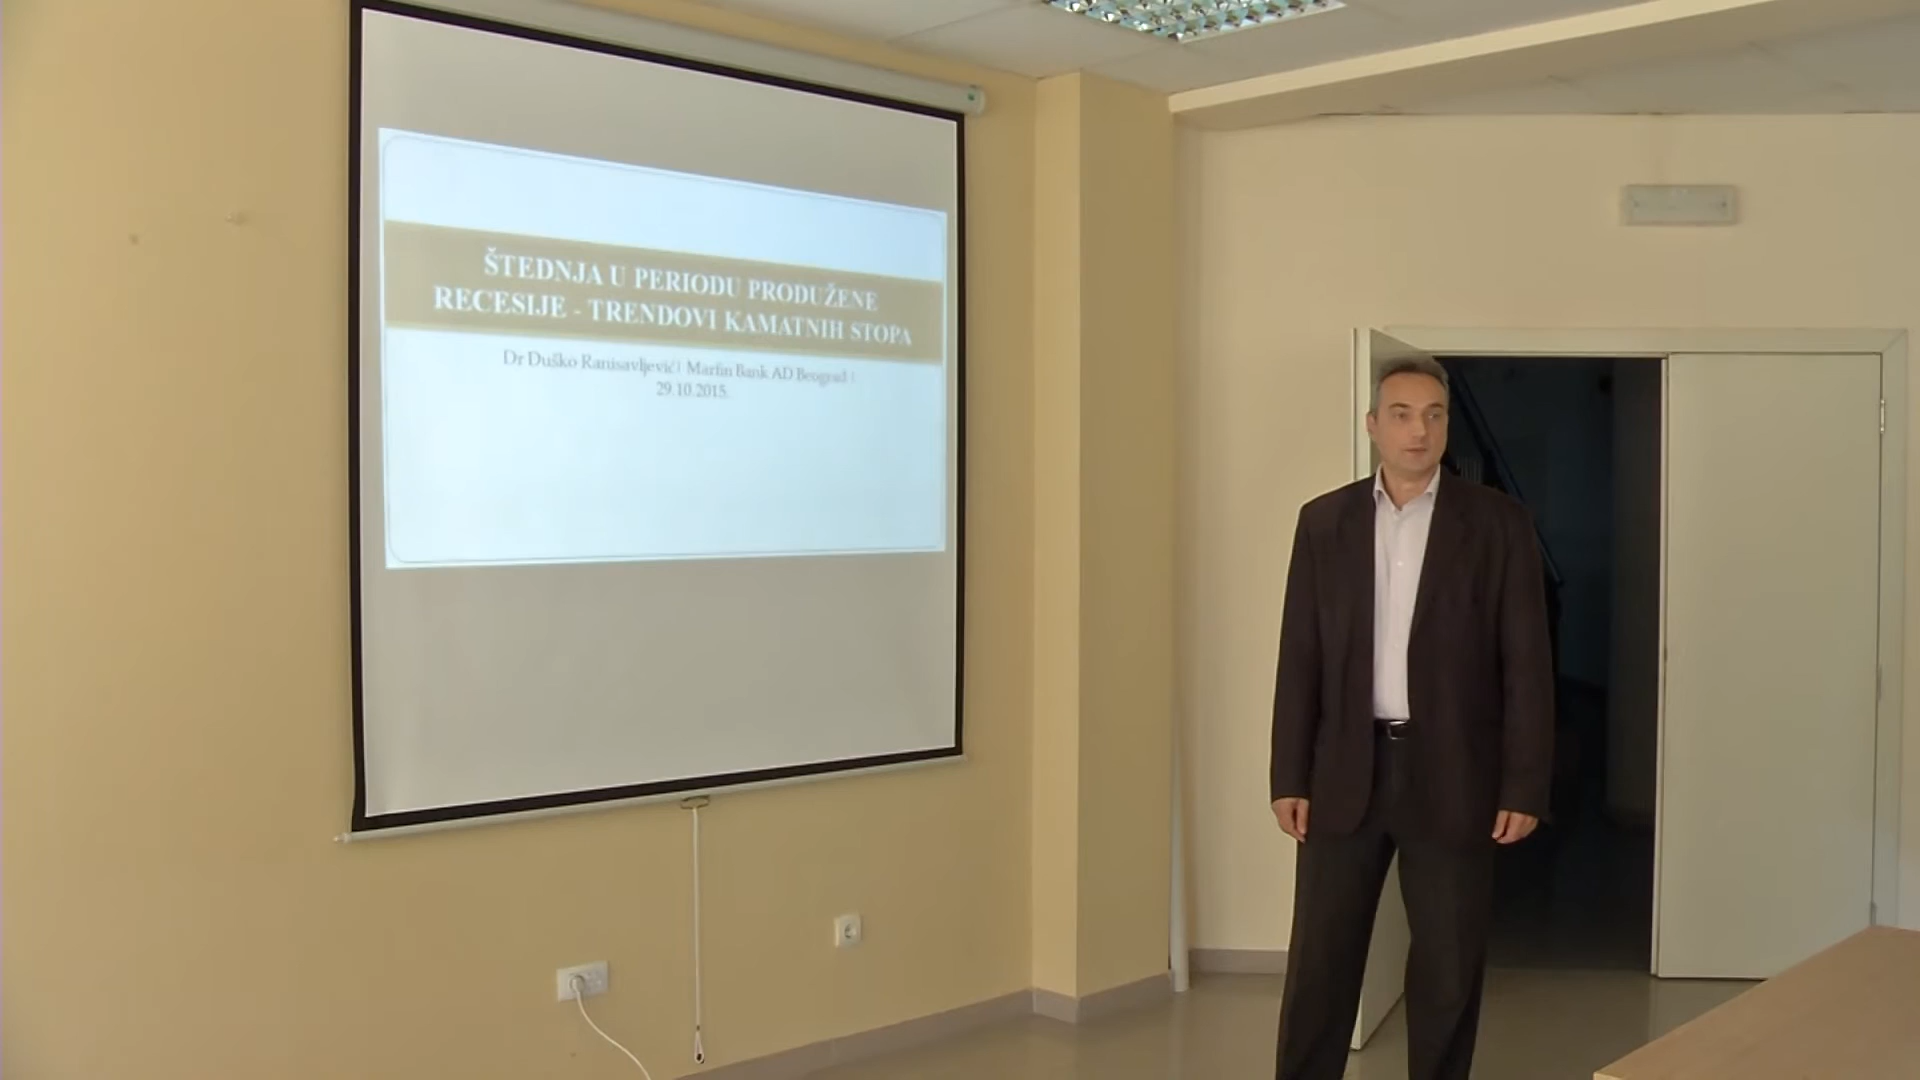 ŠTEDNJA U PERIODU PRODUŽENE
RECESIJE - TRENDOVI KAMATNIH STOPA
Dr Duško Ranisavljević| Marfin Bank AD Beograd |
29.10.2015.